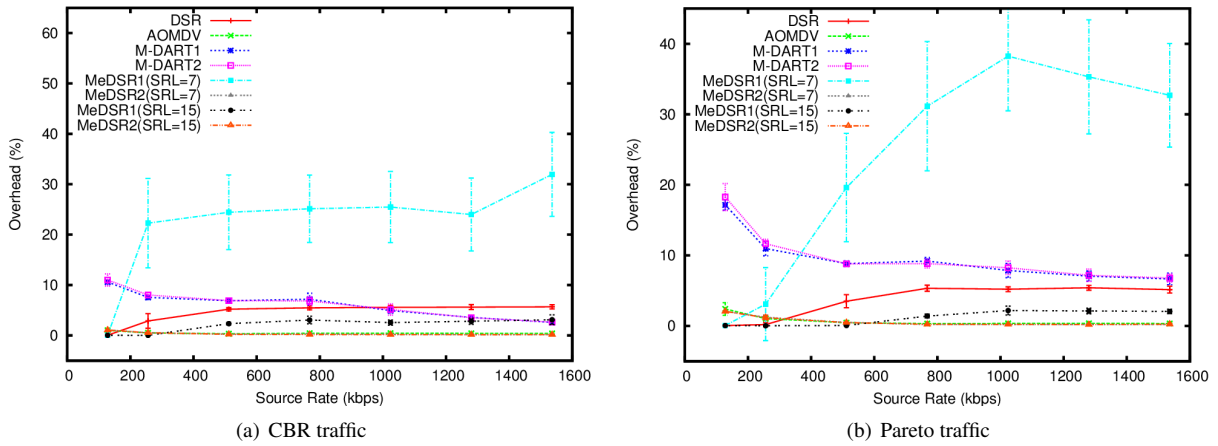 DSR
AOMDV
M-DART1
M-DART2
MeDSR1(SRL=7)
MeDSR2(SRL=7)
MeDSR1(SRL=15)
MeDSR2(SRL=15)
60
50
40
30
20
10
0
Overhead (%)
0 200 400 600 800 1000 1200 1400 1600
Source Rate (kbps)
(a) CBR traffic
DSR
AOMDV
M-DART1
M-DART2
MeDSR1(SRL=7)
MeDSR2(SRL=7)
MeDSR1(SRL=15)
MeDSR2(SRL=15)
40
30
20
10
0
Overhead (%)
0 200 400 600 800 1000 1200 1400 1600
Source Rate (kbps)
(b) Pareto traffic